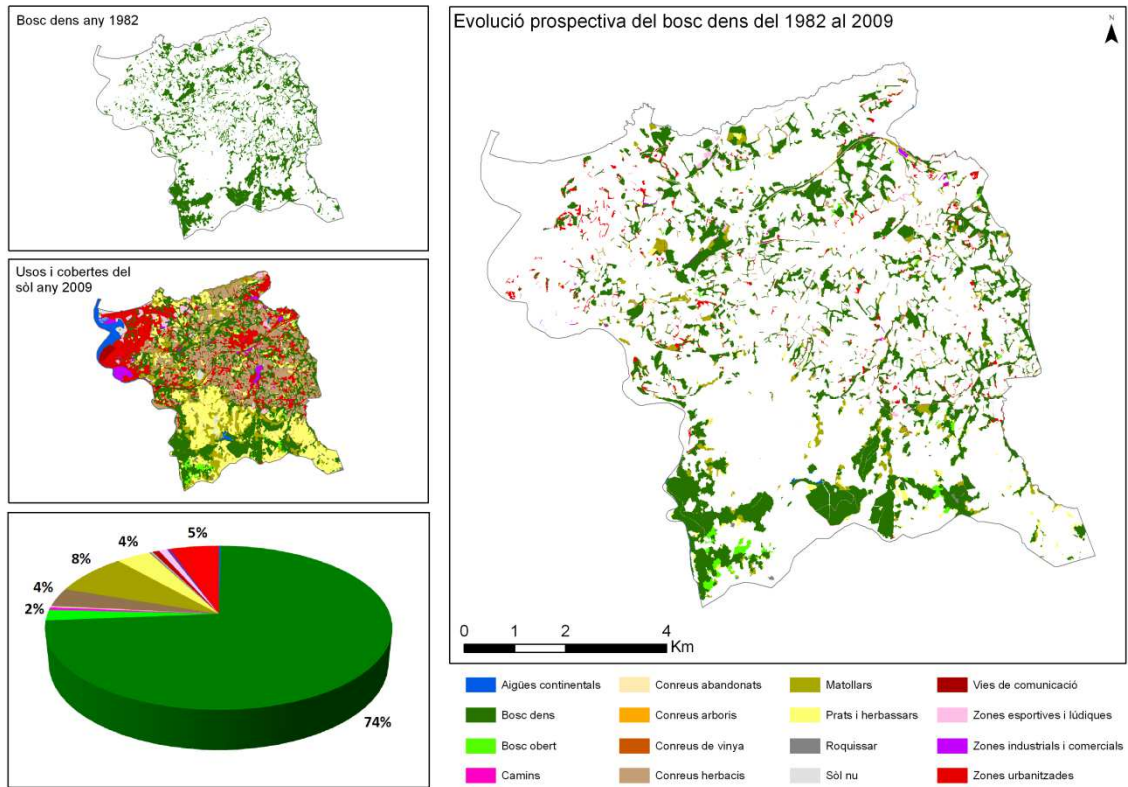 Bosc dens any 1982
Usos i cobertes del
sòl any 2009
5%
4%
8%
4%
2%
74%
Evolució prospectiva del bosc dens del 1982 al 2009
N
0 1 2 4
Km
Aigües continentals
Bosc dens
Bosc obert
Camins
Conreus abandonats
Conreus arboris
Conreus de vinya
Conreus herbacis
Matollars
Prats i herbassars
Roquissar
Sòl nu
Vies de comunicació
Zones esportives i lúdiques
Zones industrials i comercials
Zones urbanitzades